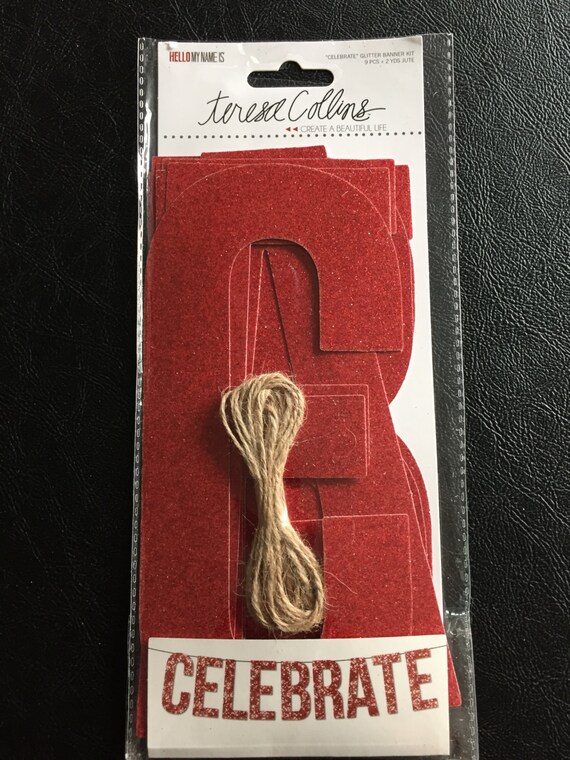 HELLO MY NAME IS
"CELEBRATE" GLITTER BANNER KIT
9 PCS + 2 YDS JUTE
teresa Collins
CREATE A BEAUTIFUL LIFE
CELEBRATE